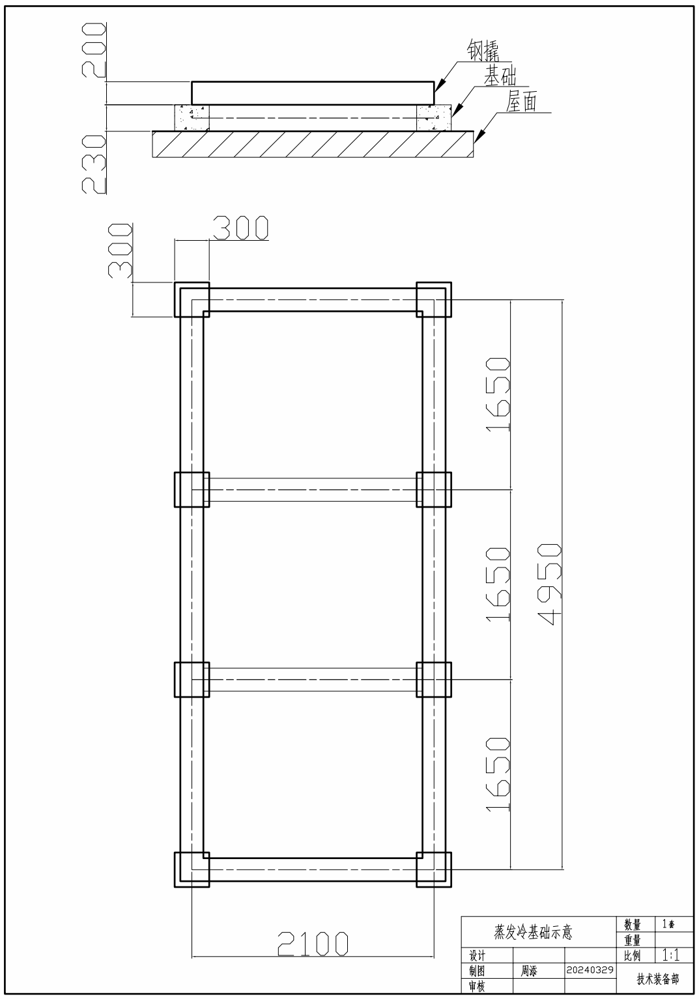 200
钢撬
基础
屋面
230
300
300
1650
1650
4950
1650
2100
蒸发冷基础示意
数量 1套
重量
设计
比例 1:1
制图 周添 20240329
技术装备部
审核